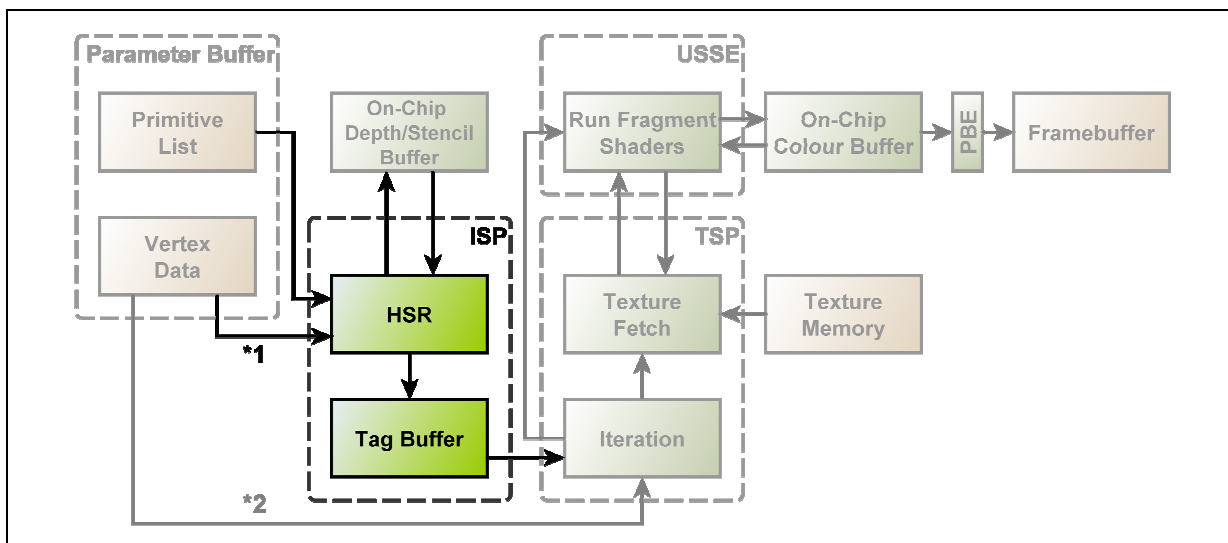 Parameter Buffer
Primitive
List
Vertex
Data
*1
*2
On-Chip
Depth/Stencil
Buffer
ISP
HSR
Tag Buffer
USSE
Run Fragment
Shaders
On-Chip
Colour Buffer
PBE
Framebuffer
TSP
Texture
Fetch
Texture
Memory
Iteration